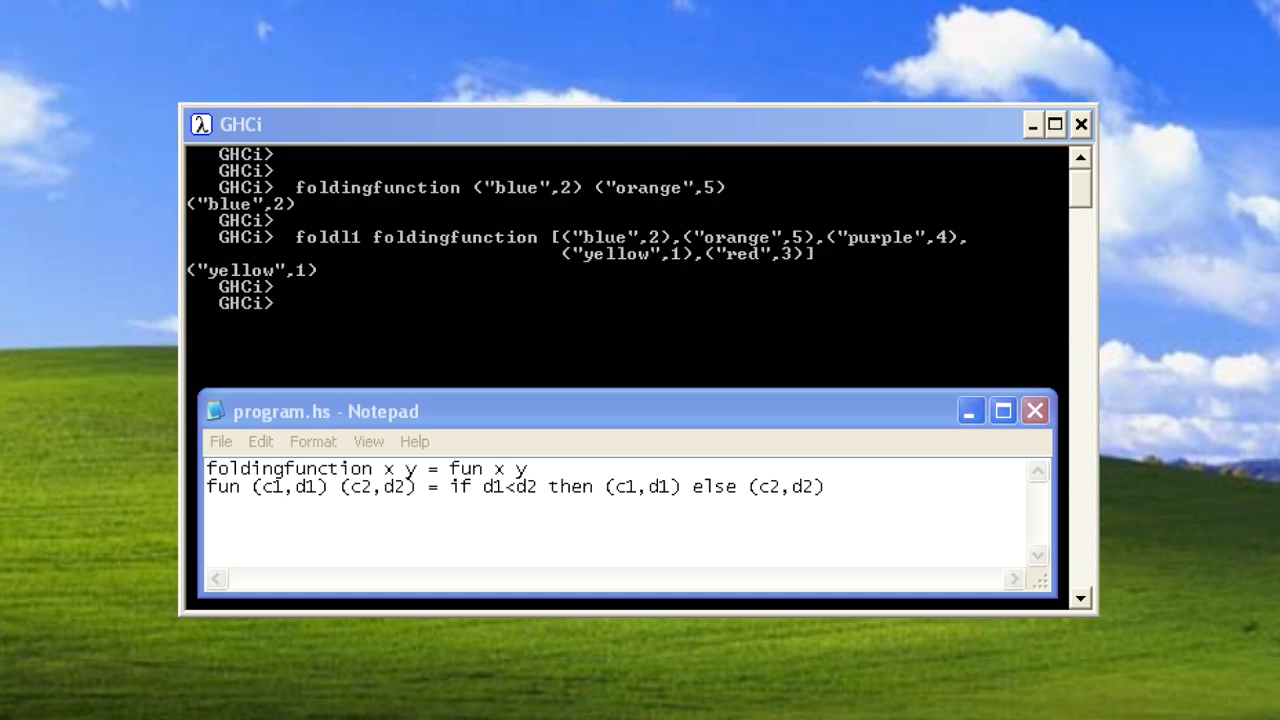 GHCi
GHCi>
GHCi>
GHCi> foldingfunction ("blue",2) ("orange",5)
("blue",2)
GHCi>
GHCi> foldl1 foldingfunction [("blue",2),("orange",5),("purple",4),
("yellow",1),("red",3)]
("yellow",1)
GHCi>
GHCi>
program.hs - Notepad
File Edit Format View Help
foldingfunction x y = fun x y
fun (c1,d1) (c2,d2) = if d1<d2 then (c1,d1) else (c2,d2)